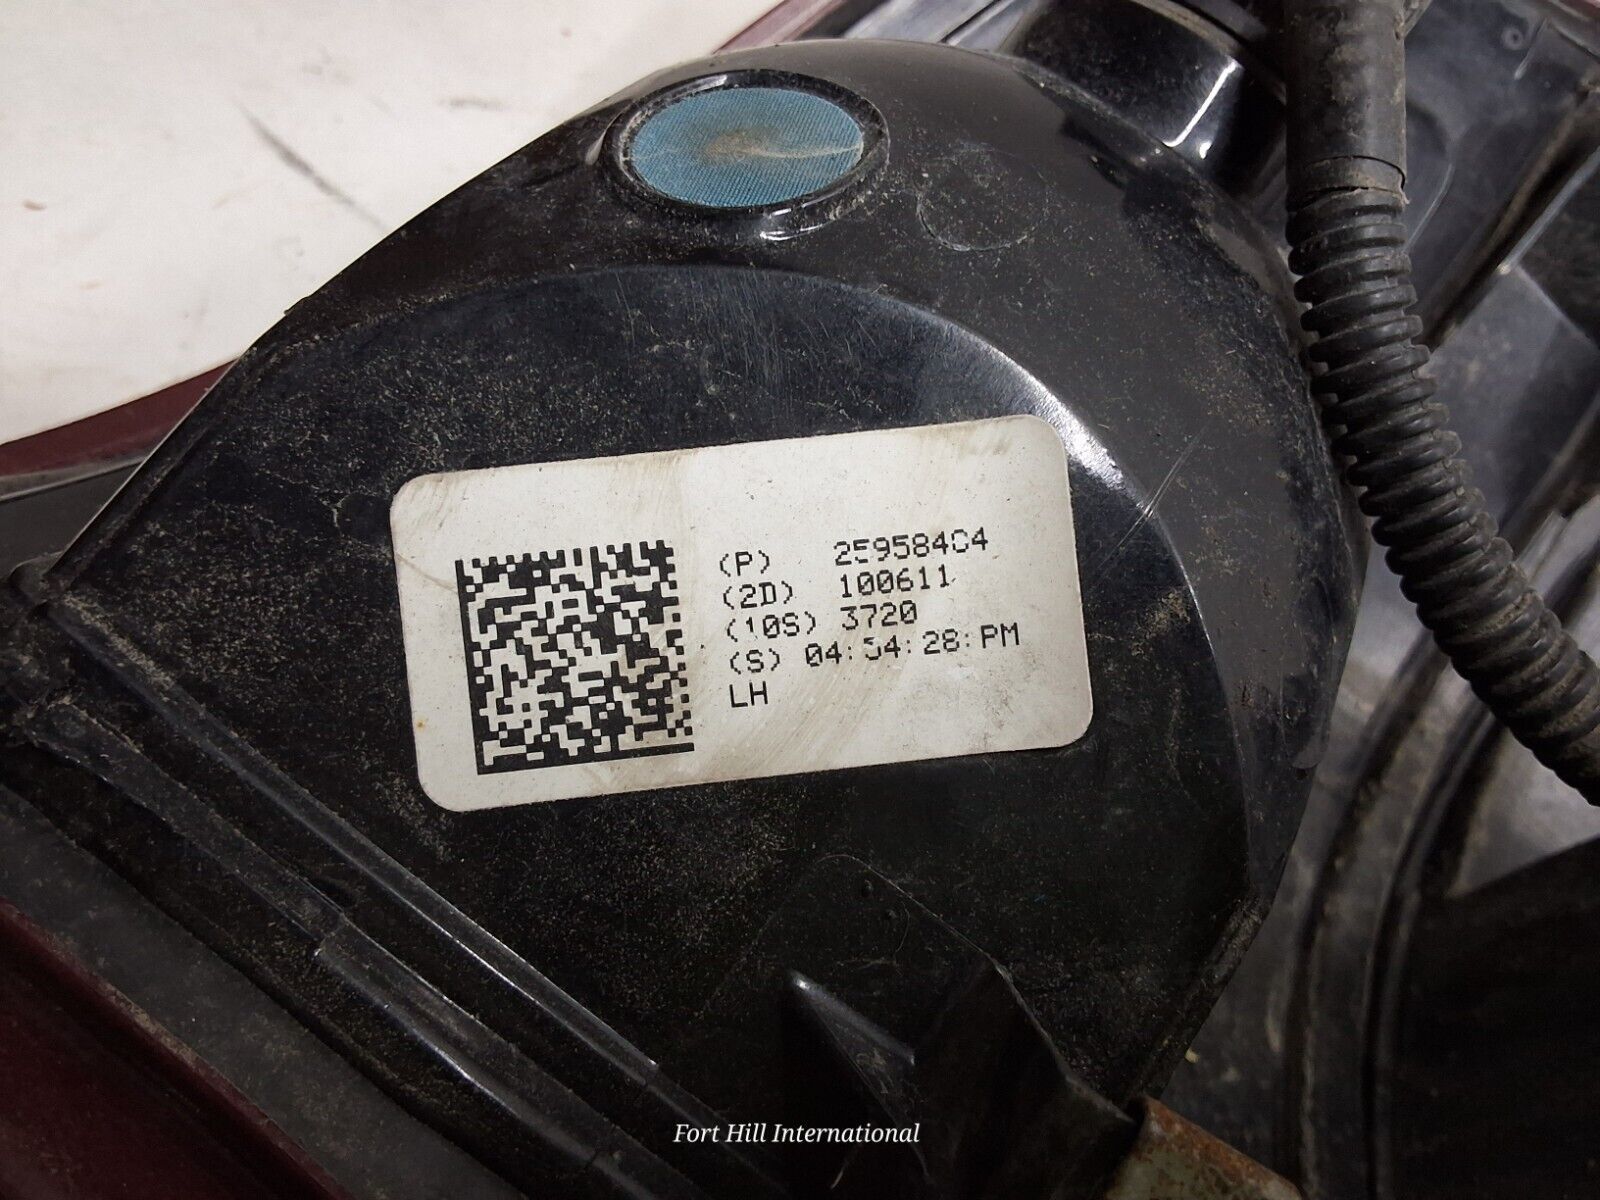 (P) 25958404
(2D) 100611
(10S) 3720
(S) 04:54:28:PM
LH
Fort Hill International